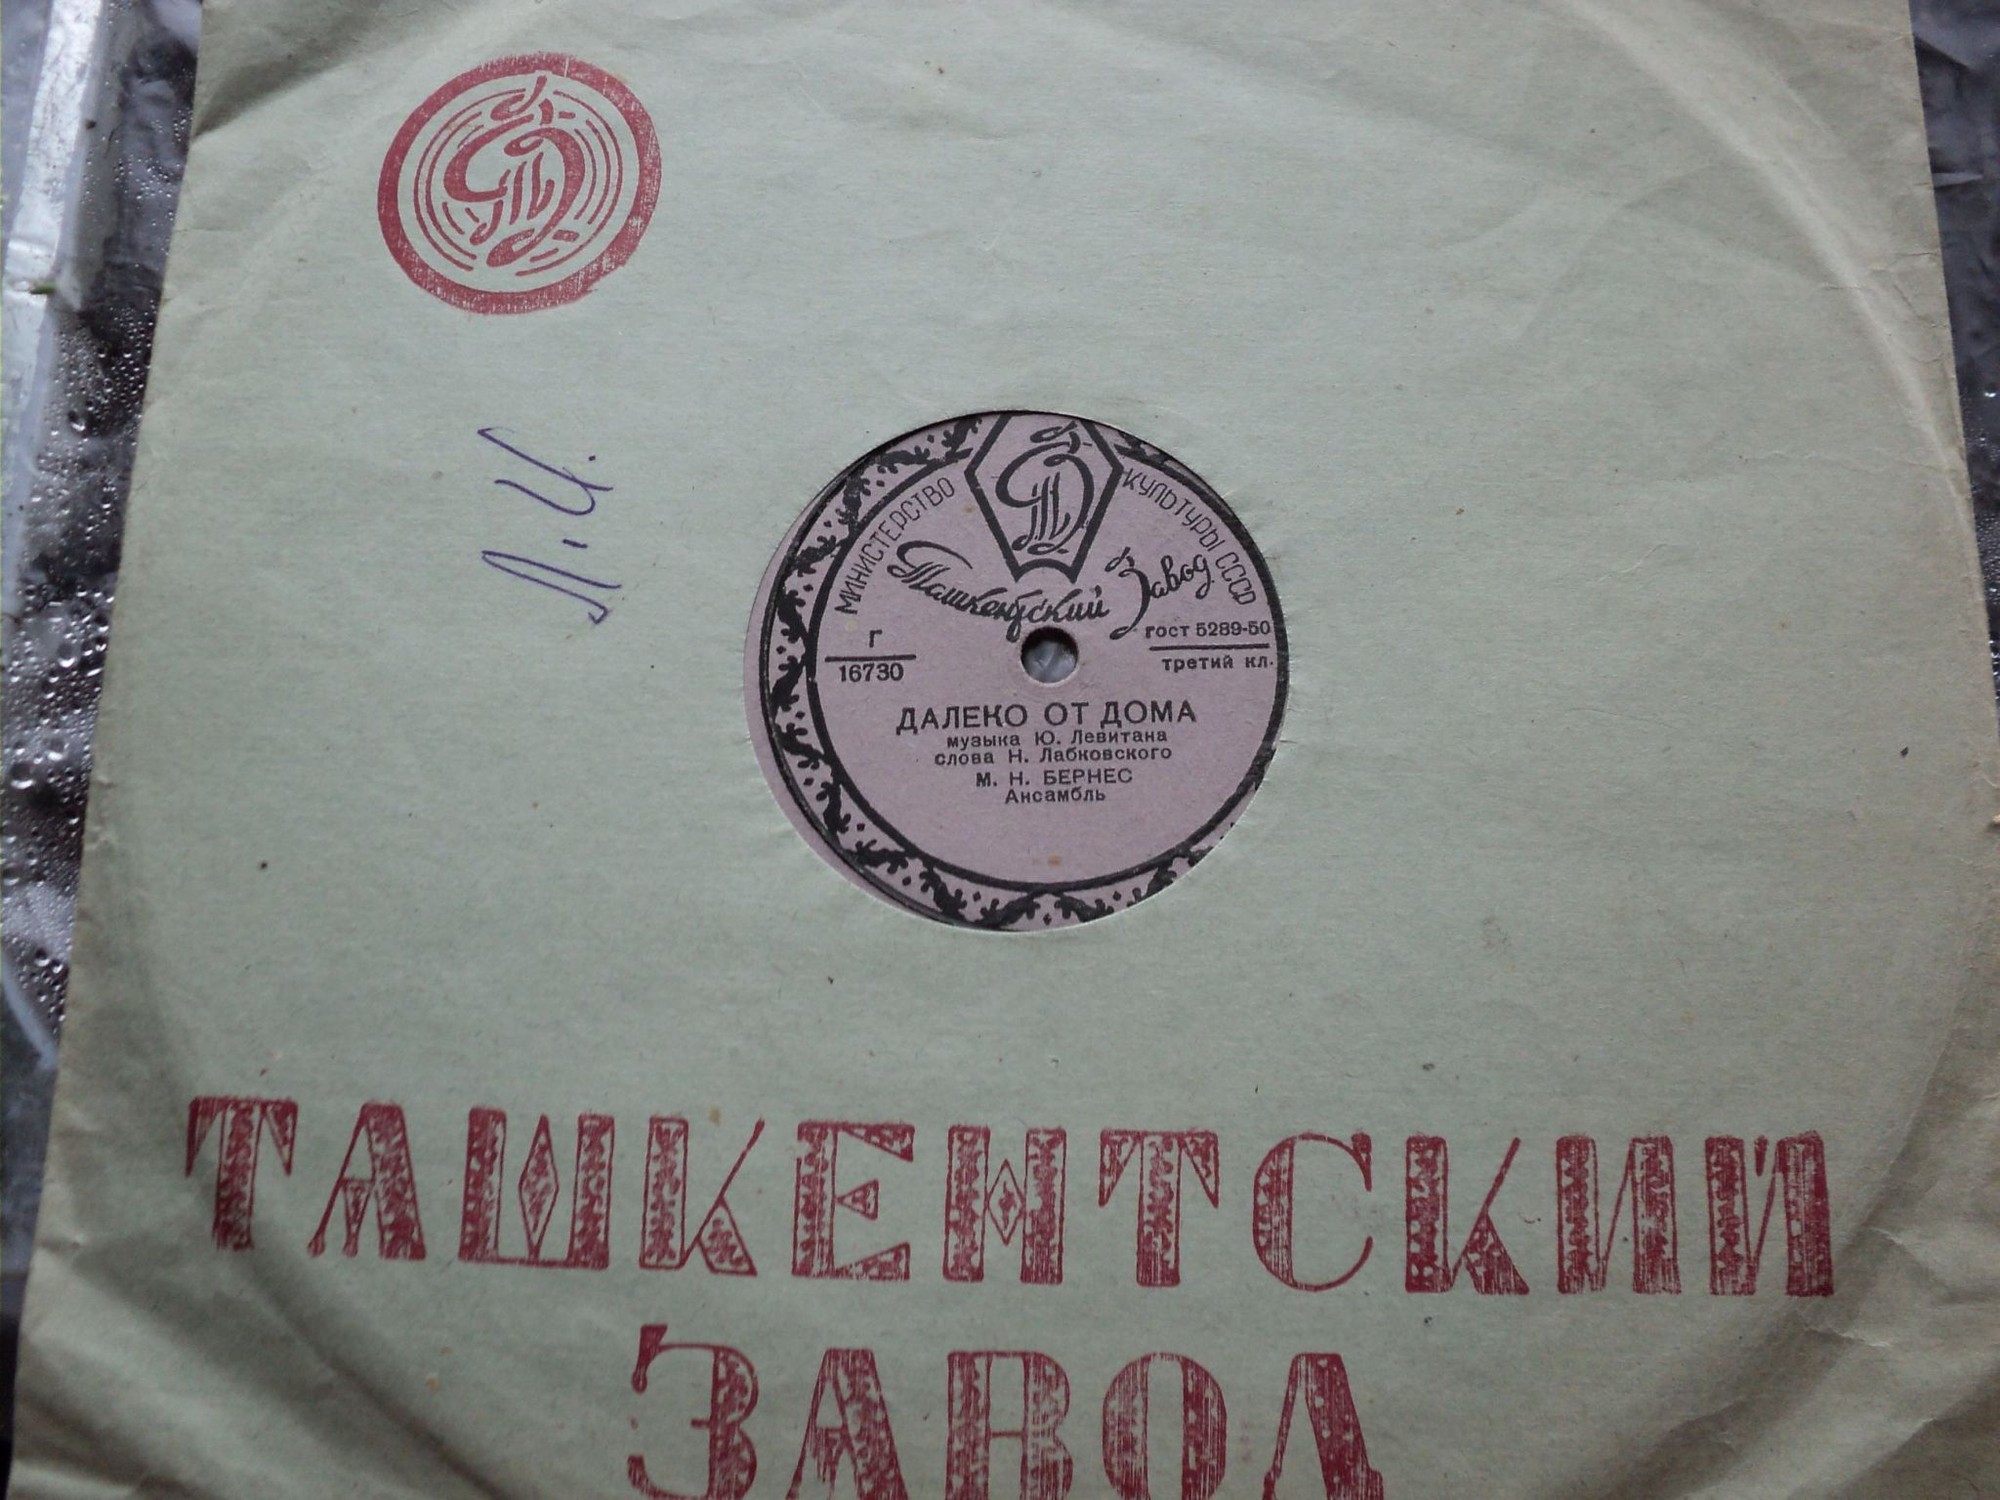 Л.И.
МИНИСТЕРСТВО КУЛЬТУРЫ СССР
Ташкентский Завод
Г
16730
ГОСТ 5289-50
третий кл.
ДАЛЕКО ОТ ДОМА
музыка Ю. Левитана
слова Н. Лабковского
М. Н. БЕРНЕС
Ансамбль
ТАШКЕНТСКИЙ
ЗАВОД